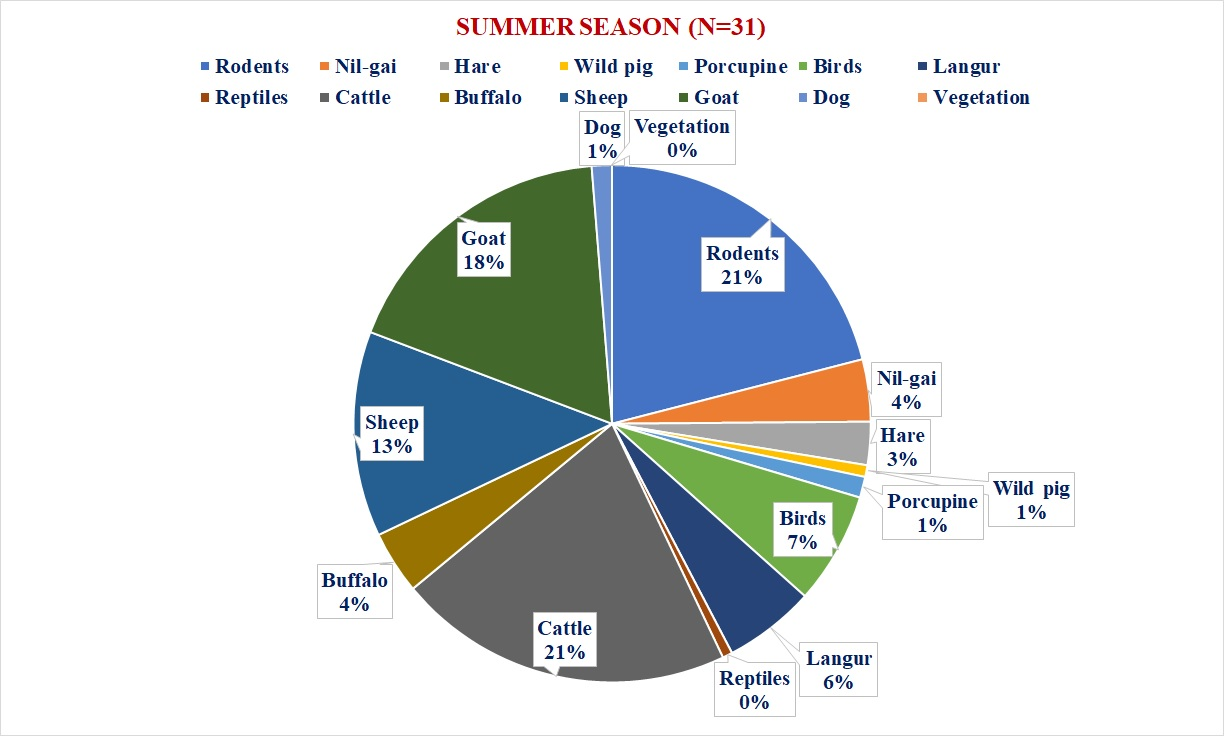 SUMMER SEASON (N=31)
Rodents Nil-gai Hare Wild pig Porcupine Birds Langur
Reptiles Cattle Buffalo Sheep Goat Dog Vegetation
Dog
1%
Vegetation
0%
Rodents
21%
Goat
18%
Nil-gai
4%
Hare
3%
Sheep
13%
Wild pig
1%
Porcupine
1%
Birds
7%
Buffalo
4%
Cattle
21%
Langur
6%
Reptiles
0%